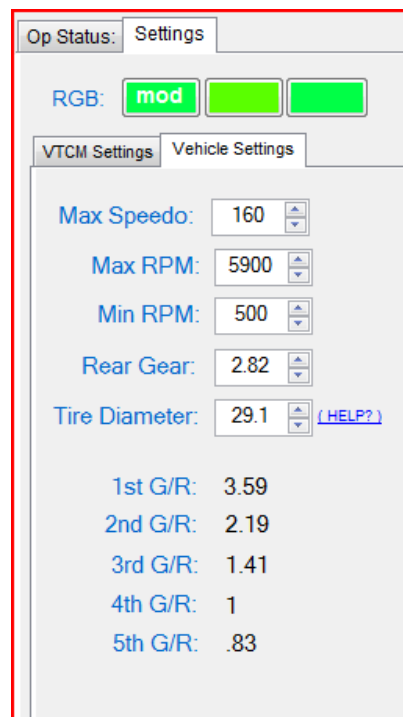 Op Status: Settings
RGB: mod
VTCM Settings Vehicle Settings
Max Speedo: 160
Max RPM: 5900
Min RPM: 500
Rear Gear: 2.82
Tire Diameter: 29.1 ( HELP? )
1st G/R: 3.59
2nd G/R: 2.19
3rd G/R: 1.41
4th G/R: 1
5th G/R: .83